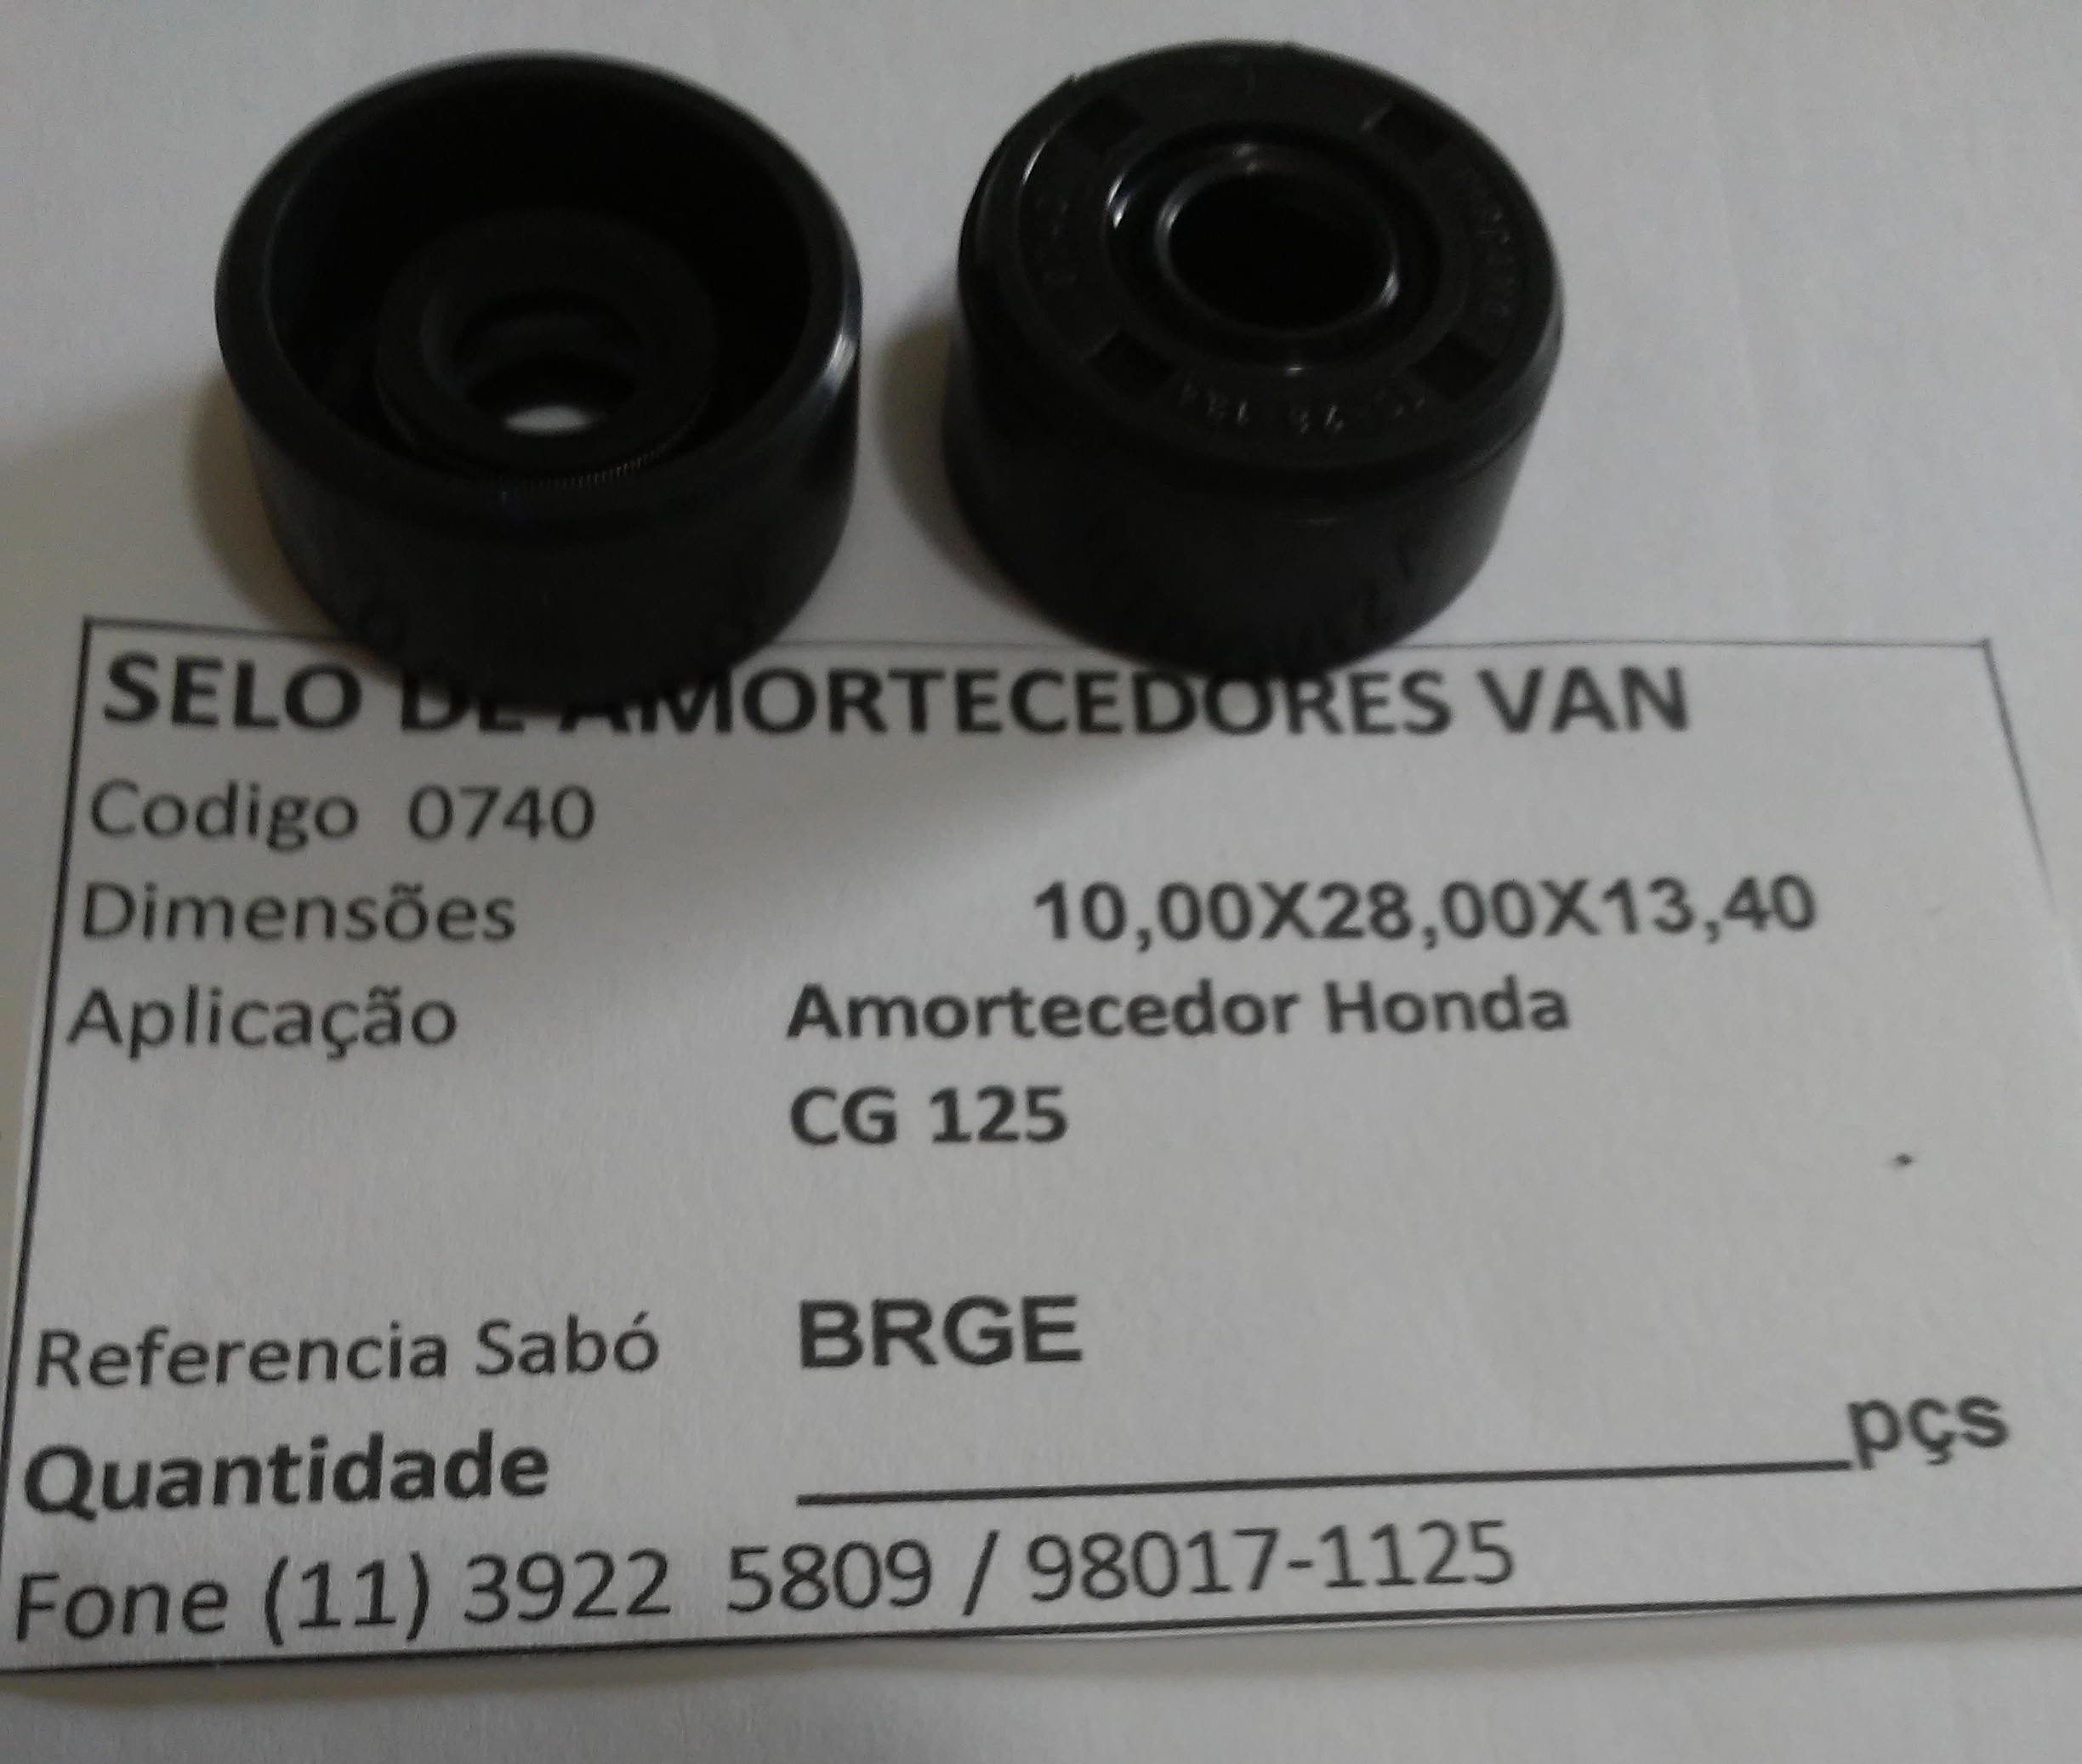 SELO DE AMORTECEDORES VAN
Codigo 0740
Dimensões 10,00X28,00X13,40
Aplicação Amortecedor Honda
CG 125
Referencia Sabó BRGE
Quantidade pçs
Fone (11) 3922 5809 / 98017-1125